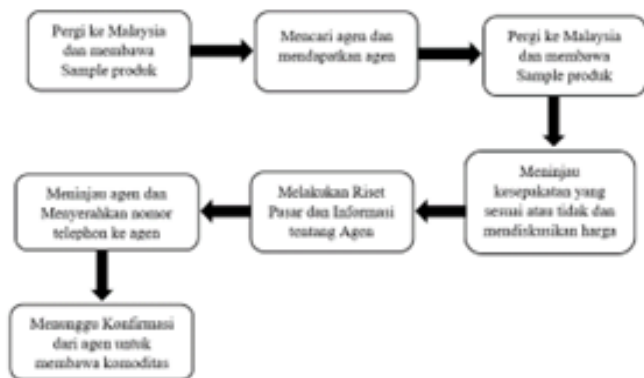 Pergi ke Malaysia
dan membawa
Sample produk
Mencari agen dan
mendapatkan agen
Pergi ke Malaysia
dan membawa
Sample produk
Meninjau
kesepakatan yang
sesuai atau tidak dan
mendiskusikan harga
Melakukan Riset
Pasar dan Informasi
tentang Agen
Meninjau agen dan
Menyerahkan nomor
telephon ke agen
Menunggu Konfirmasi
dari agen untuk
membawa komoditas